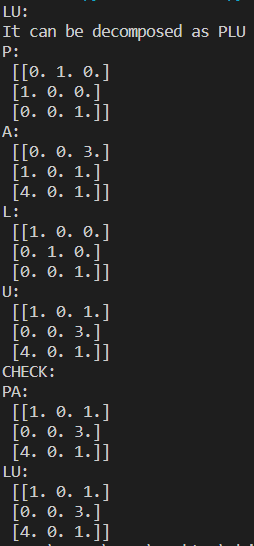 LU:
It can be decomposed as PLU
P:
[[0. 1. 0.]
[1. 0. 0.]
[0. 0. 1.]]
A:
[[0. 0. 3.]
[1. 0. 1.]
[4. 0. 1.]]
L:
[[1. 0. 0.]
[0. 1. 0.]
[0. 0. 1.]]
U:
[[1. 0. 1.]
[0. 0. 3.]
[4. 0. 1.]]
CHECK:
PA:
[[1. 0. 1.]
[0. 0. 3.]
[4. 0. 1.]]
LU:
[[1. 0. 1.]
[0. 0. 3.]
[4. 0. 1.]]